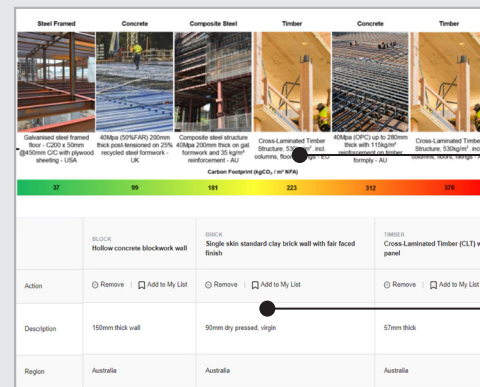 Steel Framed Concrete Composite Steel Timber Concrete Timber
Galvanised steel framed floor - C200 x 50mm @450mm C/C with plywood sheeting - USA
40Mpa (50%FAR) 200mm thick post-tensioned on 25% recycled steel formwork - UK
Composite steel structure 40Mpa 200mm thick on gal. formwork and 35 kg/m² reinforcement - AU
Cross-Laminated Timber Structure, incl. columns, EU
40Mpa (OPC) up to 280mm thick with 115kg/m² reinforcement on timber formply - AU
Cross-Laminated Timber Structure, 530kg/m³. inc columns, floors,
Carbon Footprint (kgCO₂ / m² NFA)
37 99 181 223 312 370
BLOCK
Hollow concrete blockwork wall
BRICK
Single skin standard clay brick wall with fair faced
finish
TIMBER
Cross-Laminated Timber (CLT) w
panel
Action Remove Add to My List Remove Add to My List Remove Add to My List
Description 150mm thick wall 90mm dry pressed, virgin 57mm thick
Region Australia Australia Australia